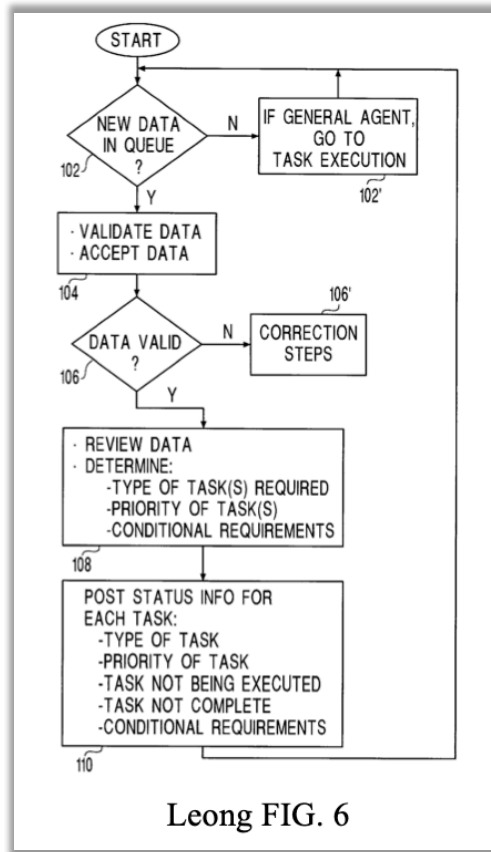 START
NEW DATA
IN QUEUE
?
102
N
IF GENERAL AGENT,
GO TO
TASK EXECUTION
102'
Y
· VALIDATE DATA
· ACCEPT DATA
104
DATA VALID
?
106
N
106'
CORRECTION
STEPS
Y
· REVIEW DATA
· DETERMINE:
-TYPE OF TASK(S) REQUIRED
-PRIORITY OF TASK(S)
-CONDITIONAL REQUIREMENTS
108
POST STATUS INFO FOR
EACH TASK:
-TYPE OF TASK
-PRIORITY OF TASK
-TASK NOT BEING EXECUTED
-TASK NOT COMPLETE
-CONDITIONAL REQUIREMENTS
110
Leong FIG. 6